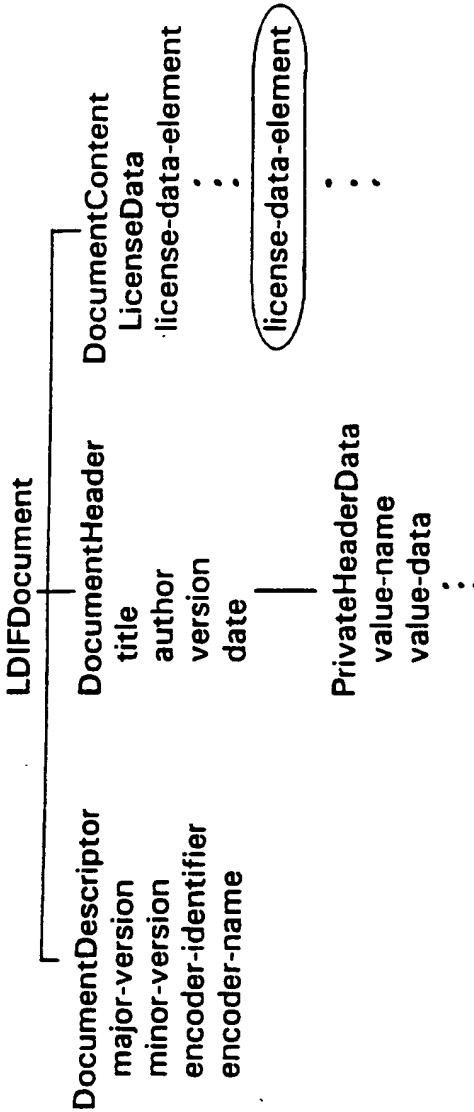 LDIFDocument
DocumentDescriptor
major-version
minor-version
encoder-identifier
encoder-name
DocumentHeader
title
author
version
date
PrivateHeaderData
value-name
value-data
DocumentContent
LicenseData
license-data-element
license-data-element